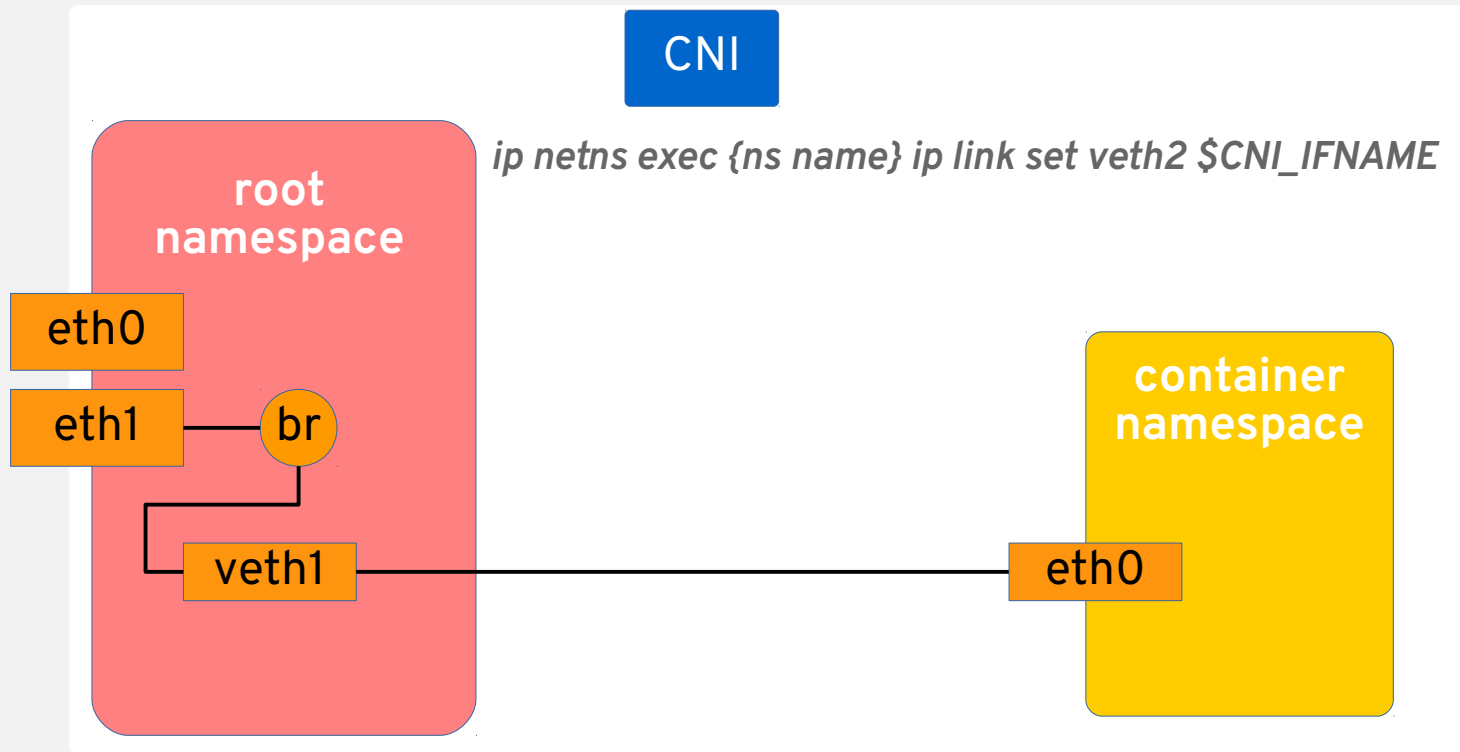 CNI
ip netns exec {ns name} ip link set veth2 $CNI_IFNAME
root
namespace
eth0
eth1
br
veth1
container
namespace
eth0